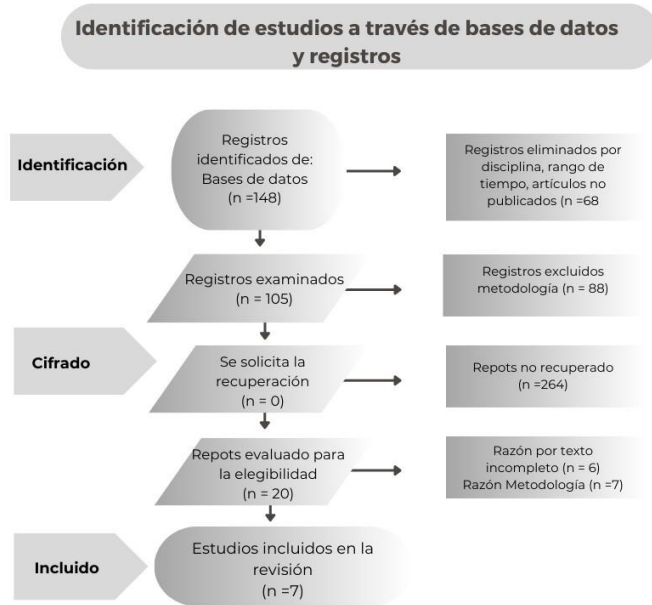 Identificación de estudios a través de bases de datos
y registros
Identificación
Registros
identificados de:
Bases de datos
(n =148)
Registros eliminados por
disciplina, rango de
tiempo, artículos no
publicados (n =68
Registros examinados
(n = 105)
Registros excluidos
metodología (n = 88)
Cifrado
Se solicita la
recuperación
(n = 0)
Repots no recuperado
(n =264)
Repots evaluado para
la elegibilidad
(n = 20)
Razón por texto
incompleto (n = 6)
Razón Metodología (n =7)
Incluido
Estudios incluidos en la
revisión
(n =7)